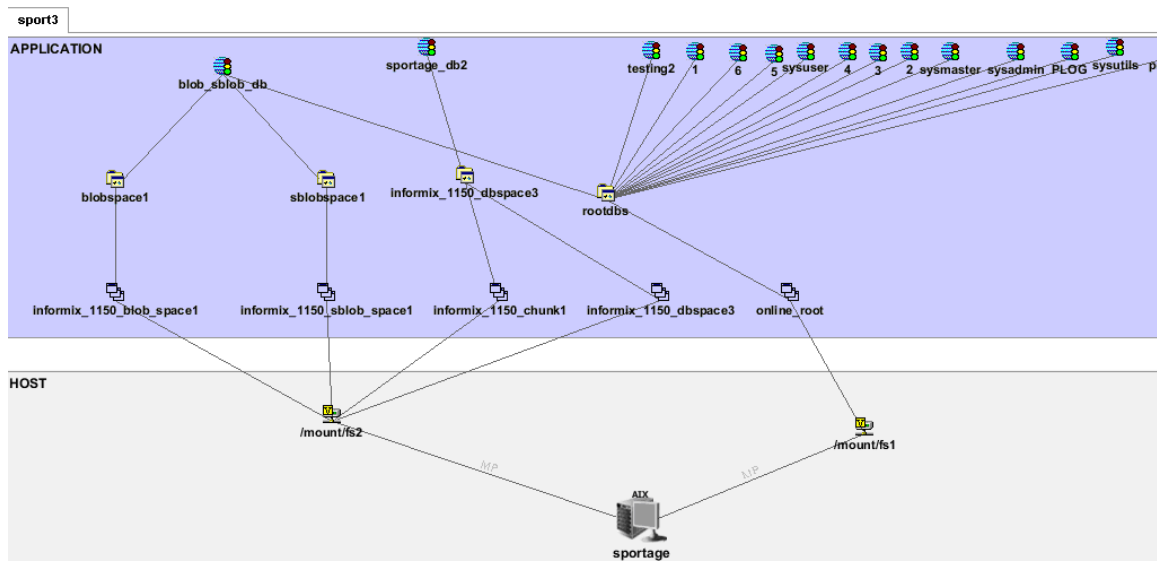 sport3
APPLICATION
blob_sblob_db
sportage_db2
testing2
1
6
5
sysuser
4
3
2
sysmaster
sysadmin
PLOG
sysutils
p
blobspace1
sblobspace1
informix_1150_dbspace3
rootdbs
informix_1150_blob_space1
informix_1150_sblob_space1
informix_1150_chunk1
informix_1150_dbspace3
online_root
HOST
/mount/fs2
/mount/fs1
MP
MP
AIX
sportage